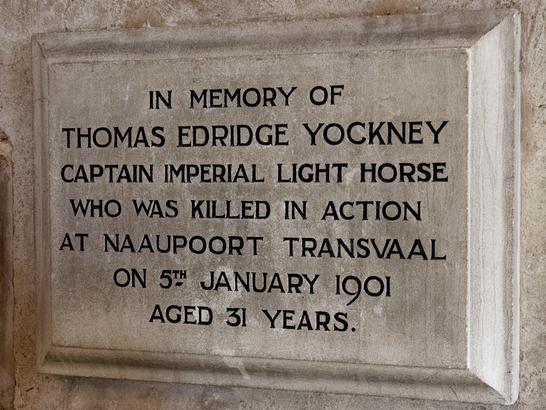 IN MEMORY OF
THOMAS EDRIDGE YOCKNEY
CAPTAIN IMPERIAL LIGHT HORSE
WHO WAS KILLED IN ACTION
AT NAAUPOORT TRANSVAAL
ON 5TH JANUARY 1901
AGED 31 YEARS.